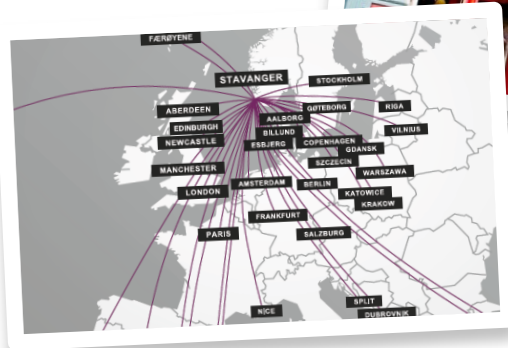 FÆRØYENE
STAVANGER
STOCKHOLM
ABERDEEN
GØTEBORG
RIGA
AALBORG
EDINBURGH
BILLUND
VILNIUS
NEWCASTLE
ESBJERG
COPENHAGEN
GDANSK
SZCZECIN
MANCHESTER
WARSZAWA
AMSTERDAM
BERLIN
LONDON
KATOWICE
KRAKOW
FRANKFURT
PARIS
SALZBURG
SPLIT
NICE
DUBROVNIK